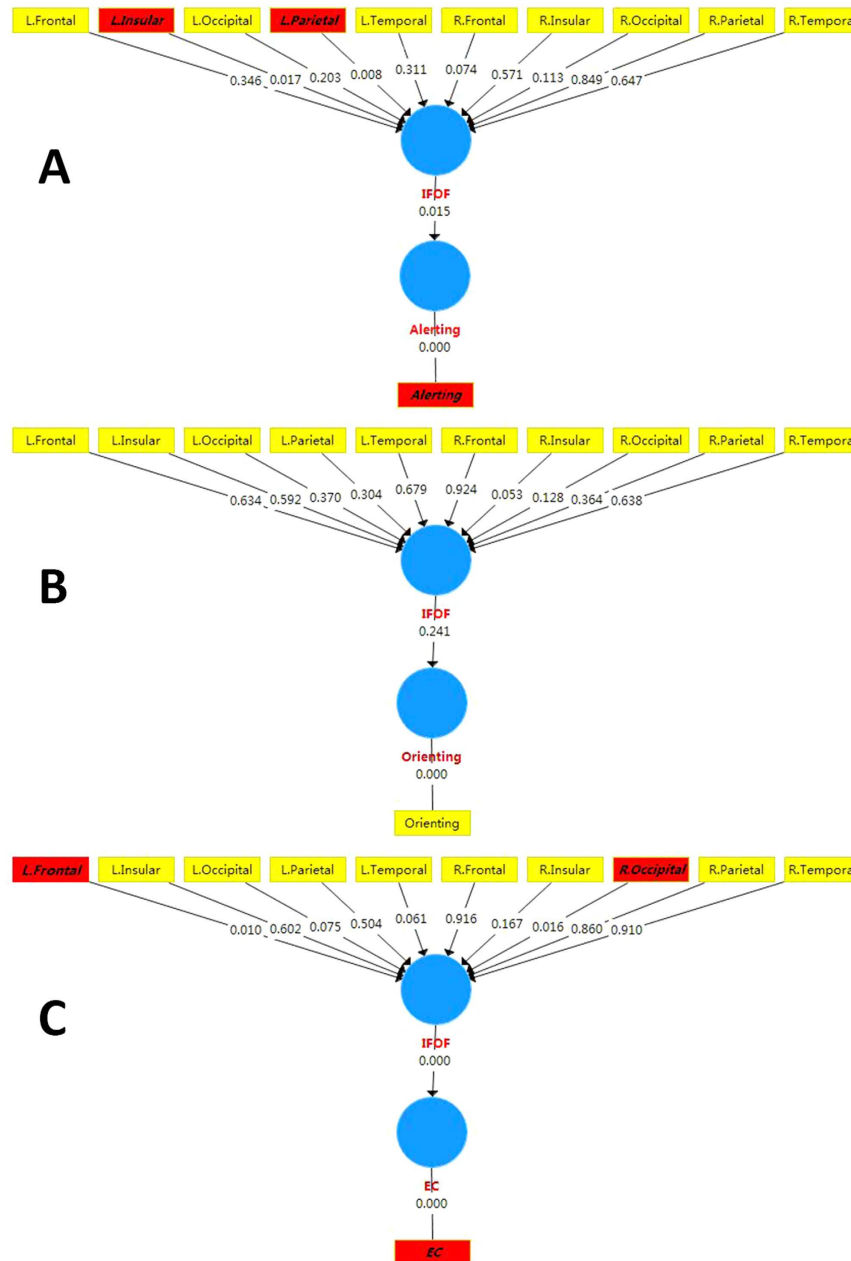 L.Frontal L.Insular L.Occipital L.Parietal L.Temporal R.Frontal R.Insular R.Occipital R.Parietal R.Tempora
0.346 0.017 0.203 0.008 0.311 0.074 0.571 0.113 0.849 0.647
A
IFOF
0.015
Alerting
0.000
Alerting
L.Frontal L.Insular L.Occipital L.Parietal L.Temporal R.Frontal R.Insular R.Occipital R.Parietal R.Tempora
0.634 0.592 0.370 0.304 0.679 0.924 0.053 0.128 0.364 0.638
B
IFOF
0.241
Orienting
0.000
Orienting
L.Frontal L.Insular L.Occipital L.Parietal L.Temporal R.Frontal R.Insular R.Occipital R.Parietal R.Tempora
0.010 0.602 0.075 0.504 0.061 0.916 0.167 0.016 0.860 0.910
C
IFOF
0.000
EC
0.000
EC